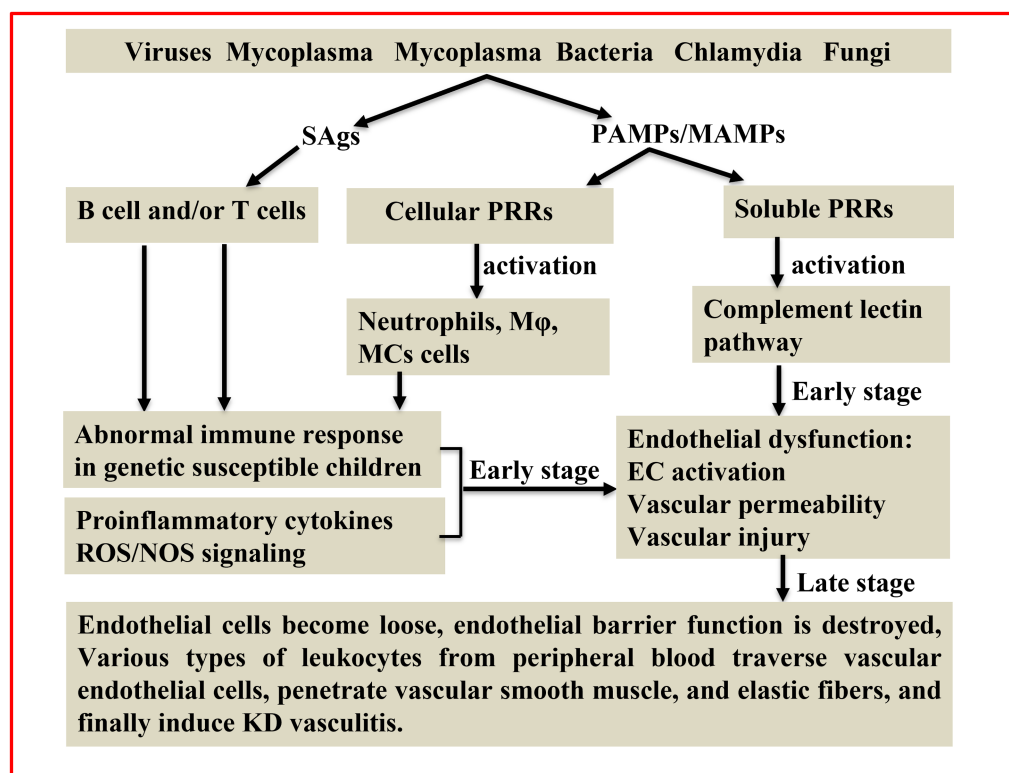 Viruses Mycoplasma Mycoplasma Bacteria Chlamydia Fungi
SAgs
PAMPs/MAMPs
B cell and/or T cells
Cellular PRRs
Soluble PRRs
activation
activation
Neutrophils, Mφ,
MCs cells
Complement lectin
pathway
Early stage
Abnormal immune response
in genetic susceptible children
Early stage
Proinflammatory cytokines
ROS/NOS signaling
Endothelial dysfunction:
EC activation
Vascular permeability
Vascular injury
Late stage
Endothelial cells become loose, endothelial barrier function is destroyed,
Various types of leukocytes from peripheral blood traverse vascular
endothelial cells, penetrate vascular smooth muscle, and elastic fibers, and
finally induce KD vasculitis.